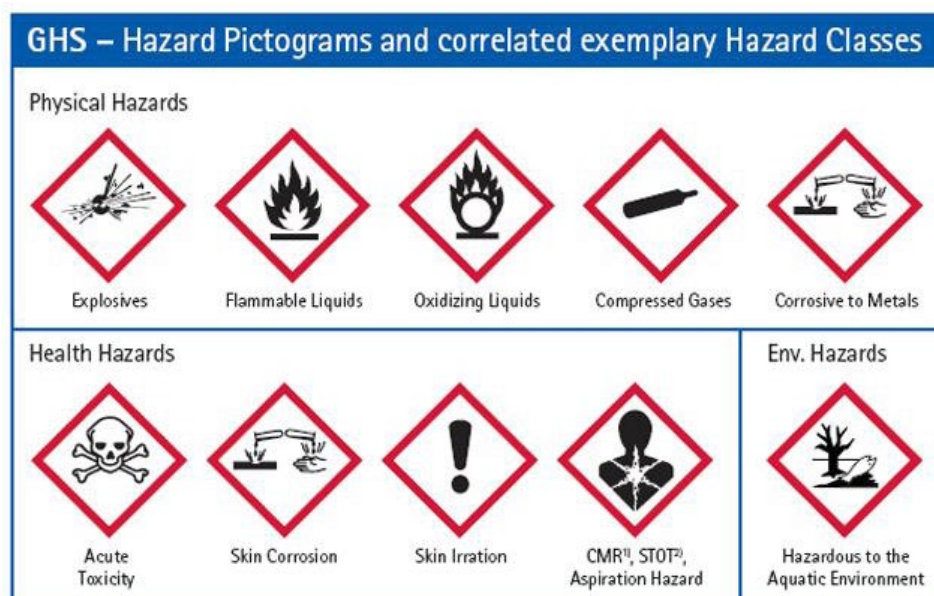 GHS – Hazard Pictograms and correlated exemplary Hazard Classes
Physical Hazards
Explosives
Flammable Liquids
Oxidizing Liquids
Compressed Gases
Corrosive to Metals
Health Hazards
Acute
Toxicity
Skin Corrosion
Skin Irration
CMR¹⁾, STOT²⁾,
Aspiration Hazard
Env. Hazards
Hazardous to the
Aquatic Environment